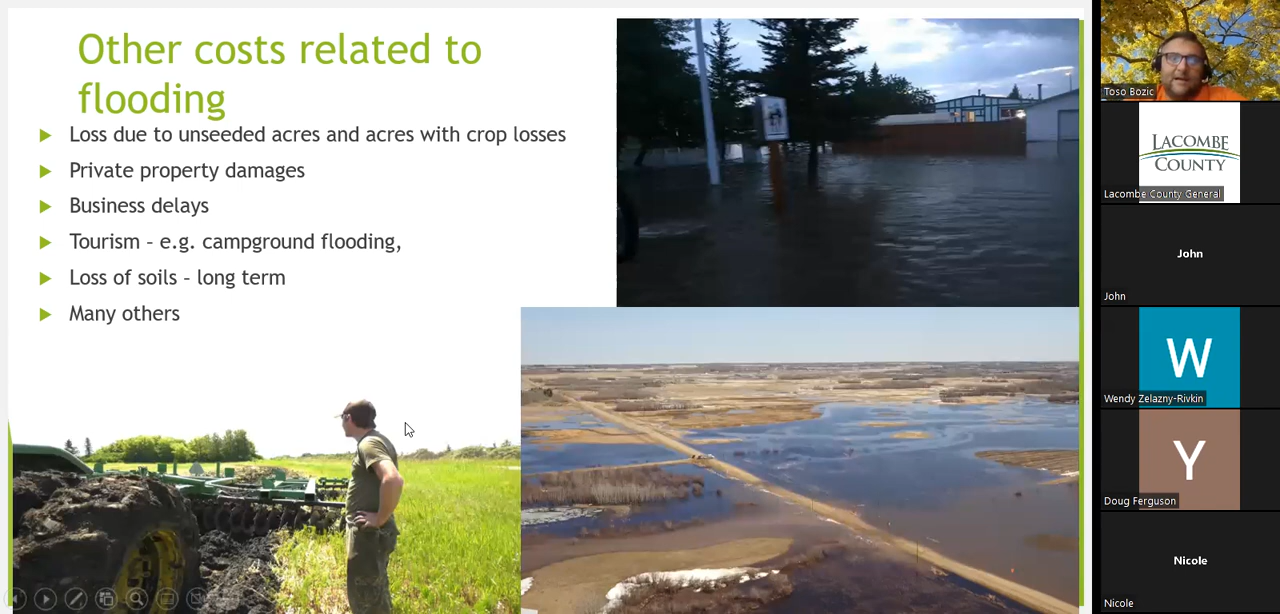 Other costs related to
flooding
Loss due to unseeded acres and acres with crop losses
Private property damages
Business delays
Tourism – e.g. campground flooding,
Loss of soils – long term
Many others
Toso Bozic
LACOMBE
COUNTY
Lacombe County General
John
John
W
Wendy Zelazny-Rivkin
Y
Doug Ferguson
Nicole
Nicole